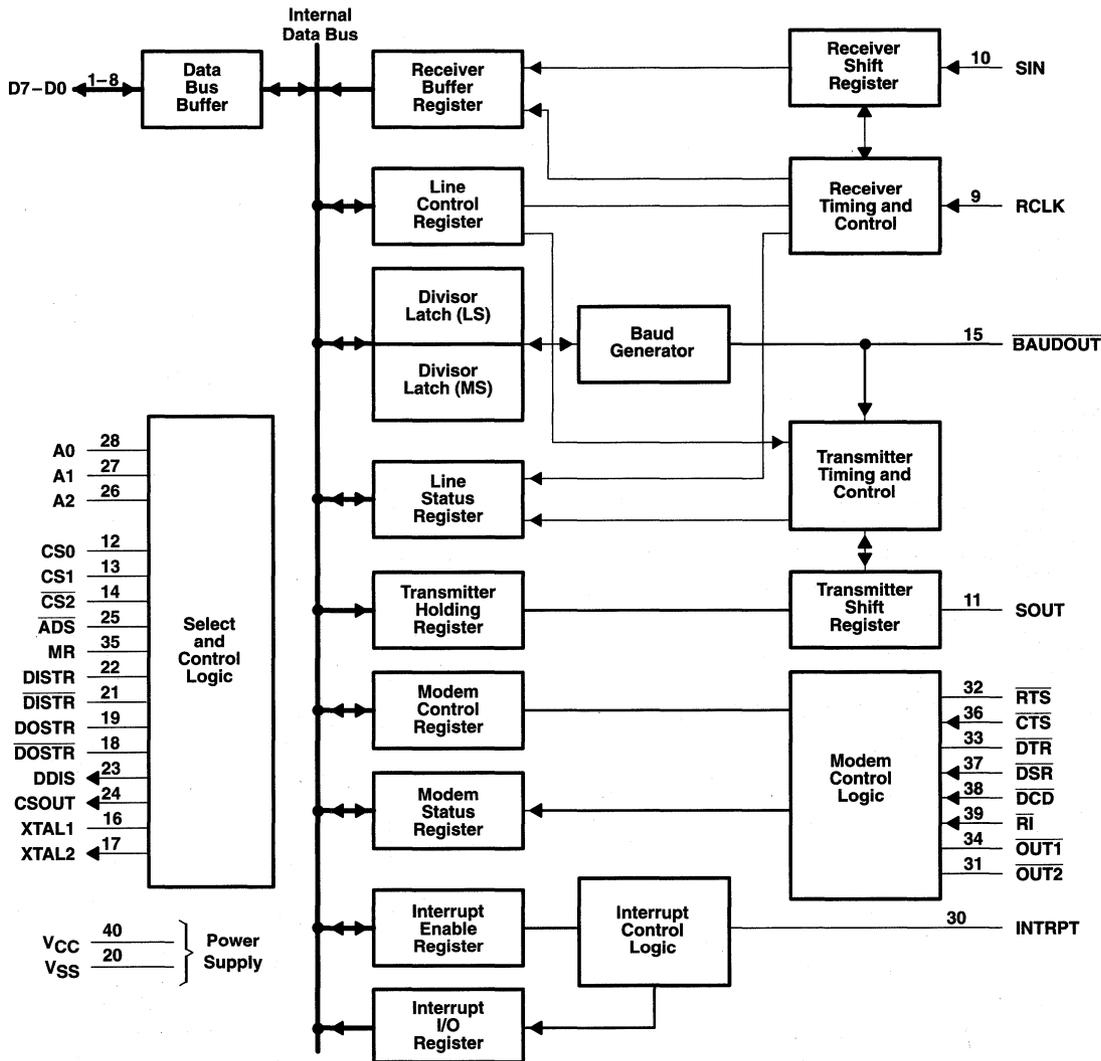 Internal
Data Bus
D7–D0
1–8
Data
Bus
Buffer
Receiver
Buffer
Register
Receiver
Shift
Register
10
SIN
Line
Control
Register
Receiver
Timing and
Control
9
RCLK
Divisor
Latch (LS)
Divisor
Latch (MS)
Baud
Generator
15
BAUDOUT
A0
28
A1
27
A2
26
CS0
12
CS1
13
CS2
14
ADS
25
MR
35
DISTR
22
DISTR
21
DOSTR
19
DOSTR
18
DDIS
23
CSOUT
24
XTAL1
16
XTAL2
17
Select
and
Control
Logic
Line
Status
Register
Transmitter
Timing and
Control
Transmitter
Holding
Register
Transmitter
Shift
Register
11
SOUT
Modem
Control
Register
Modem
Status
Register
Modem
Control
Logic
32
RTS
36
CTS
33
DTR
37
DSR
38
DCD
39
RI
34
OUT1
31
OUT2
Interrupt
Enable
Register
Interrupt
Control
Logic
30
INTRPT
VCC
40
VSS
20
Power
Supply
Interrupt
I/O
Register